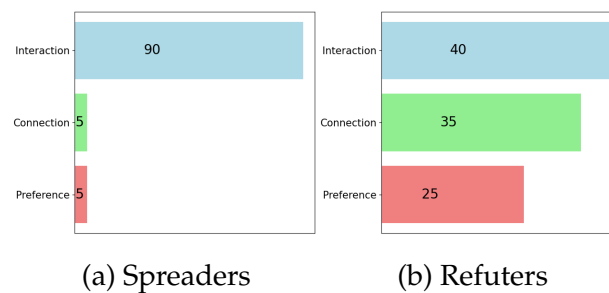 Interaction 90
Connection 5
Preference 5
(a) Spreaders
Interaction 40
Connection 35
Preference 25
(b) Refuters